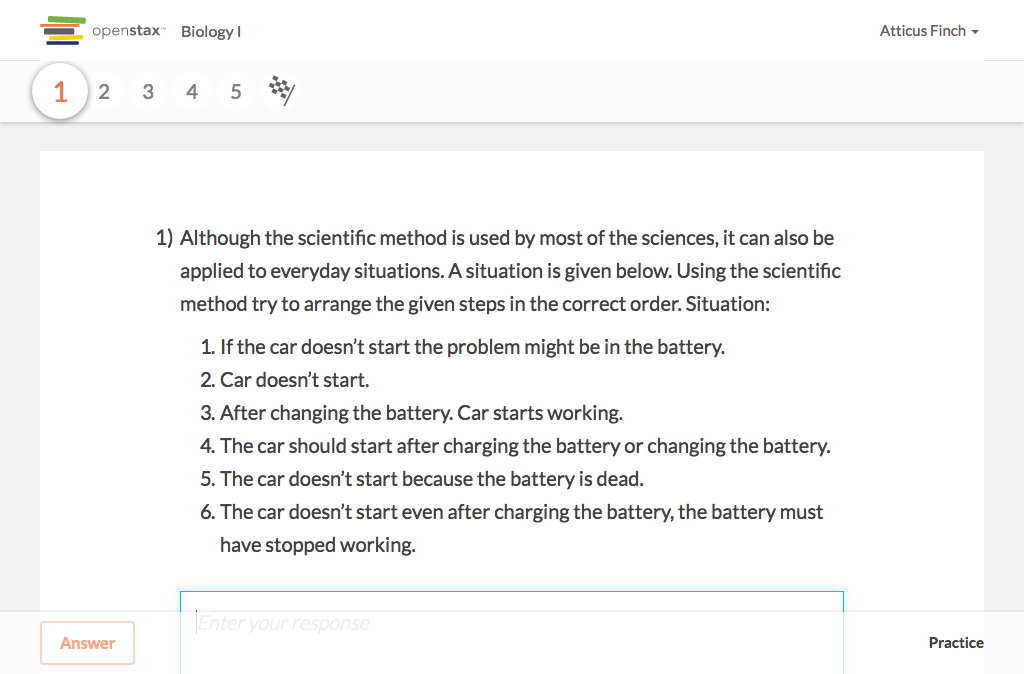 openstax™ Biology I
Atticus Finch
1 2 3 4 5
1) Although the scientific method is used by most of the sciences, it can also be
applied to everyday situations. A situation is given below. Using the scientific
method try to arrange the given steps in the correct order. Situation:
1. If the car doesn’t start the problem might be in the battery.
2. Car doesn’t start.
3. After changing the battery. Car starts working.
4. The car should start after charging the battery or changing the battery.
5. The car doesn’t start because the battery is dead.
6. The car doesn’t start even after charging the battery, the battery must
have stopped working.
Enter your response
Answer
Practice